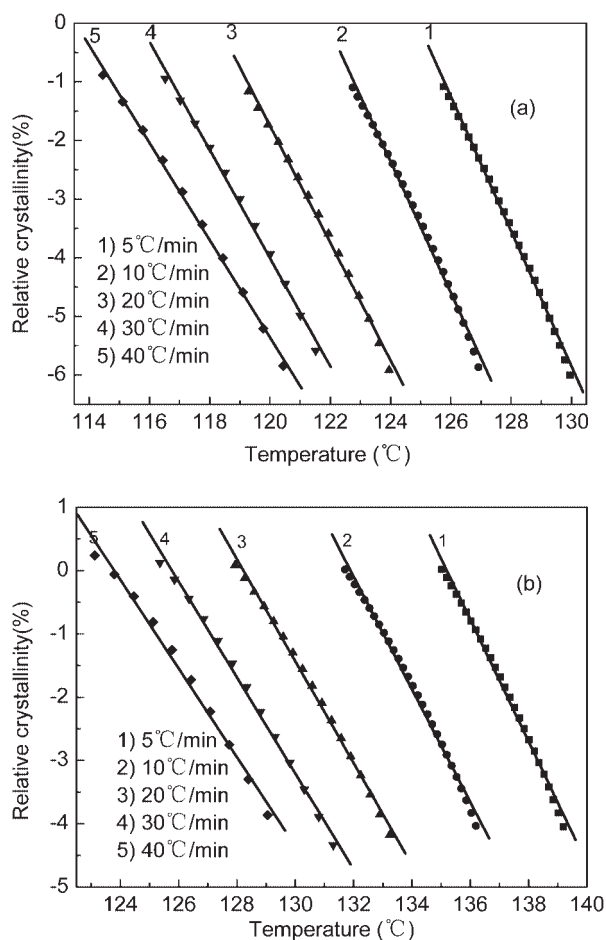 0
-1
-2
-3
-4
-5
-6
Relative crystallinity(%)
5 4 3 2 1
(a)
1) 5℃/min
2) 10℃/min
3) 20℃/min
4) 30℃/min
5) 40℃/min
114 116 118 120 122 124 126 128 130
Temperature (℃)
1
0
-1
-2
-3
-4
-5
Relative crystallinity(%)
5 4 3 2 1
(b)
1) 5℃/min
2) 10℃/min
3) 20℃/min
4) 30℃/min
5) 40℃/min
124 126 128 130 132 135 136 138 140
Temperature (℃)